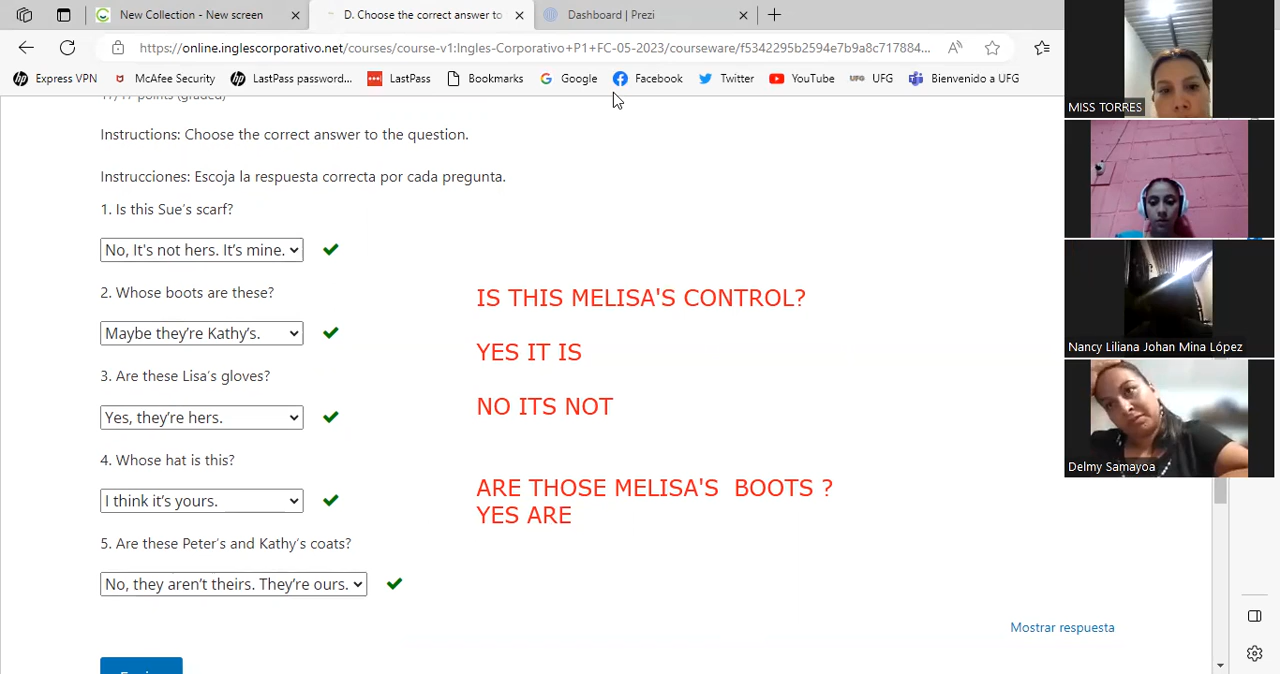 New Collection - New screen
D. Choose the correct answer to
Dashboard | Prezi
https://online.inglescorporativo.net/courses/course-v1:Ingles-Corporativo+P1+FC-05-2023/courseware/f5342295b2594e7b9a8c717884...
Express VPN
McAfee Security
LastPass password...
LastPass
Bookmarks
Google
Facebook
Twitter
YouTube
UFG
Bienvenido a UFG
17/17 points (graded)
Instructions: Choose the correct answer to the question.
Instrucciones: Escoja la respuesta correcta por cada pregunta.
1. Is this Sue’s scarf?
No, It's not hers. It’s mine.
2. Whose boots are these?
Maybe they’re Kathy’s.
3. Are these Lisa’s gloves?
Yes, they’re hers.
4. Whose hat is this?
I think it’s yours.
5. Are these Peter’s and Kathy’s coats?
No, they aren’t theirs. They’re ours.
IS THIS MELISA'S CONTROL?
YES IT IS
NO ITS NOT
ARE THOSE MELISA'S BOOTS ?
YES ARE
Mostrar respuesta
MISS TORRES
Nancy Liliana Johan Mina López
Delmy Samayoa